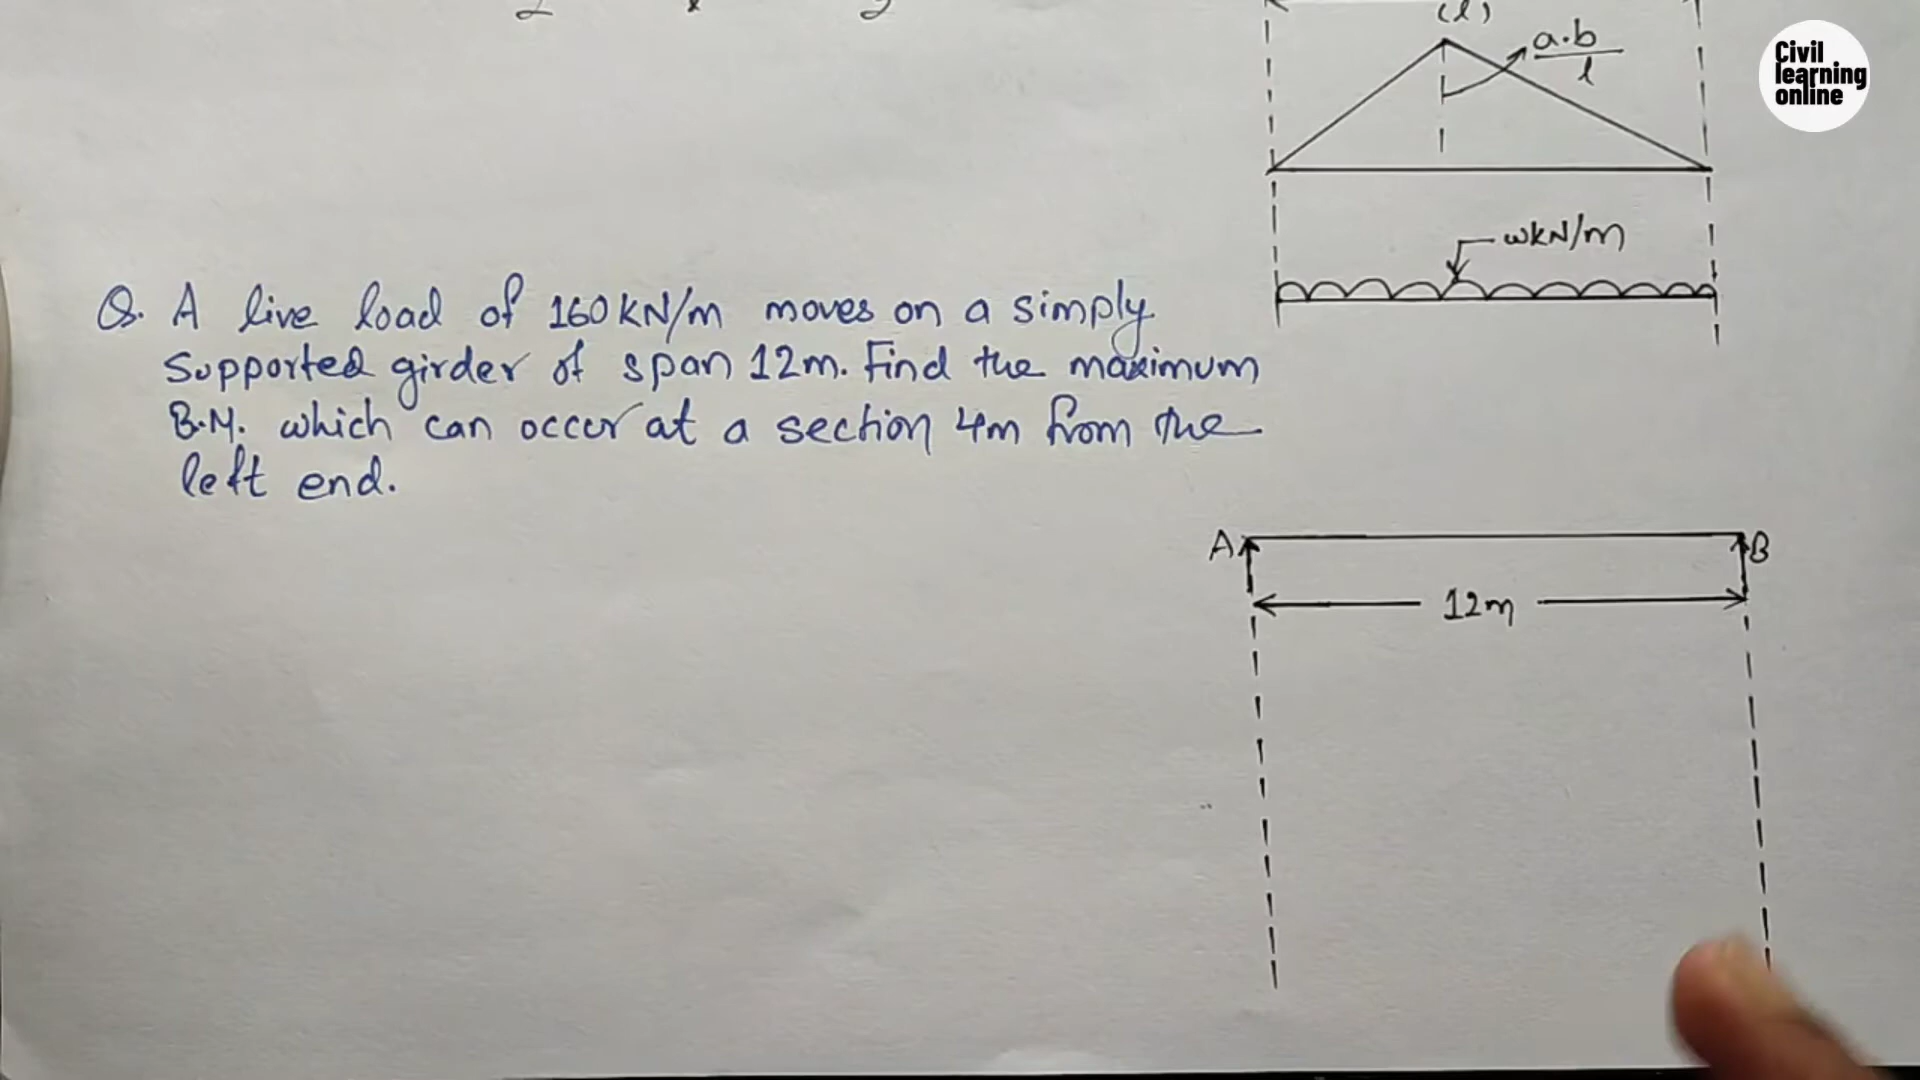 (l)
a.b
l
Civil
learning
online
wkN/m
Q. A live load of 160 kN/m moves on a simply
supported girder of span 12m. Find the maximum
B.M. which can occur at a section 4m from the
left end.
A
B
12m